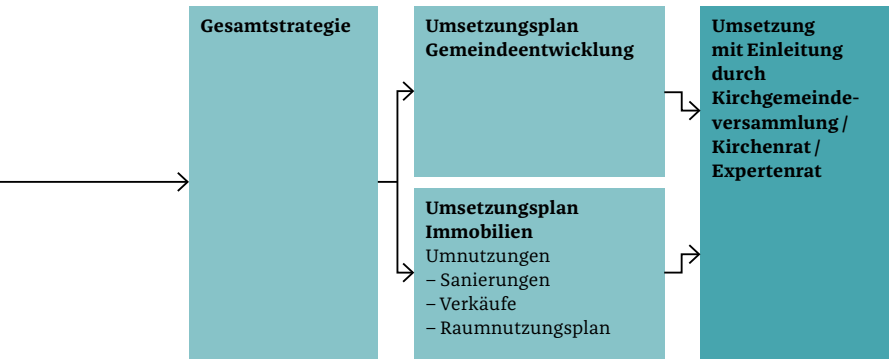 Gesamtstrategie
Umsetzungsplan
Gemeindeentwicklung
Umsetzungsplan
Immobilien
Umnutzungen
– Sanierungen
– Verkäufe
– Raumnutzungsplan
Umsetzung
mit Einleitung
durch
Kirchgemeinde-
versammlung /
Kirchenrat /
Expertenrat